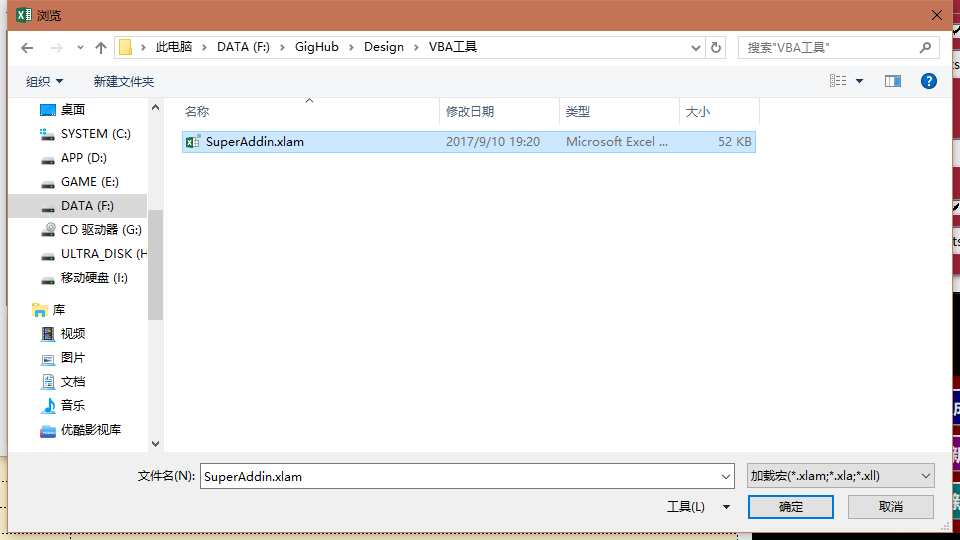 浏览
此电脑 > DATA (F:) > GigHub > Design > VBA工具
搜索"VBA工具"
组织
新建文件夹
名称
修改日期
类型
大小
SuperAddin.xlam
2017/9/10 19:20
Microsoft Excel ...
52 KB
桌面
SYSTEM (C:)
APP (D:)
GAME (E:)
DATA (F:)
CD 驱动器 (G:)
ULTRA_DISK (H
移动硬盘 (I:)
库
视频
图片
文档
音乐
优酷影视库
文件名(N):
SuperAddin.xlam
加载宏(*.xlam;*.xla;*.xll)
工具(L)
确定
取消